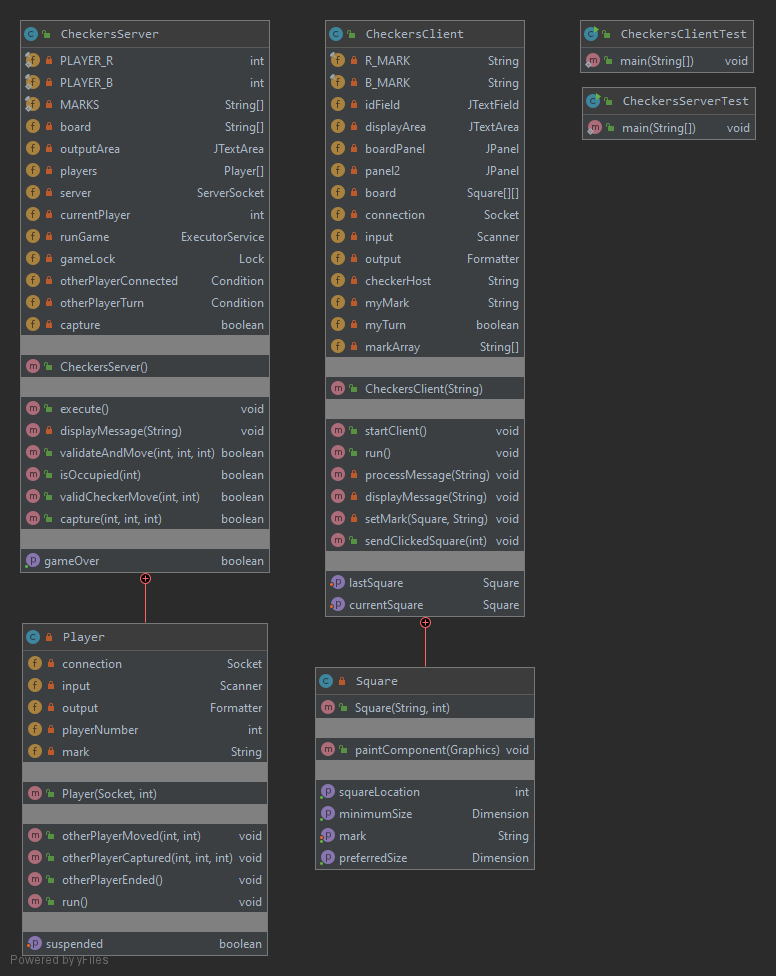 CheckersServer
PLAYER_R int
PLAYER_B int
MARKS String[]
board String[]
outputArea JTextArea
players Player[]
server ServerSocket
currentPlayer int
runGame ExecutorService
gameLock Lock
otherPlayerConnected Condition
otherPlayerTurn Condition
capture boolean
CheckersServer()
execute() void
displayMessage(String) void
validateAndMove(int, int, int) boolean
isOccupied(int) boolean
validCheckerMove(int, int) boolean
capture(int, int, int) boolean
gameOver boolean
Player
connection Socket
input Scanner
output Formatter
playerNumber int
mark String
Player(Socket, int)
otherPlayerMoved(int, int) void
otherPlayerCaptured(int, int, int) void
otherPlayerEnded() void
run() void
suspended boolean
CheckersClient
R_MARK String
B_MARK String
idField JTextField
displayArea JTextArea
boardPanel JPanel
panel2 JPanel
board Square[][]
connection Socket
input Scanner
output Formatter
checkerHost String
myMark String
myTurn boolean
markArray String[]
CheckersClient(String)
startClient() void
run() void
processMessage(String) void
displayMessage(String) void
setMark(Square, String) void
sendClickedSquare(int) void
lastSquare Square
currentSquare Square
Square
Square(String, int)
paintComponent(Graphics) void
squareLocation int
minimumSize Dimension
mark String
preferredSize Dimension
CheckersClientTest
main(String[]) void
CheckersServerTest
main(String[]) void
Powered by yFiles